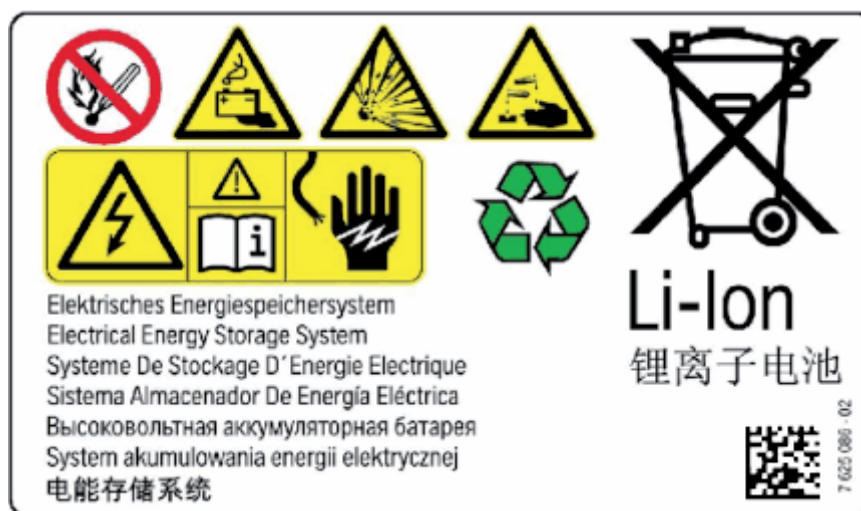 Elektrisches Energiespeichersystem
Electrical Energy Storage System
Systeme De Stockage D´Energie Electrique
Sistema Almacenador De Energía Eléctrica
Высоковольтная аккумуляторная батарея
System akumulowania energii elektrycznej
电能存储系统
Li-Ion
锂离子电池
7 625 086 - 02